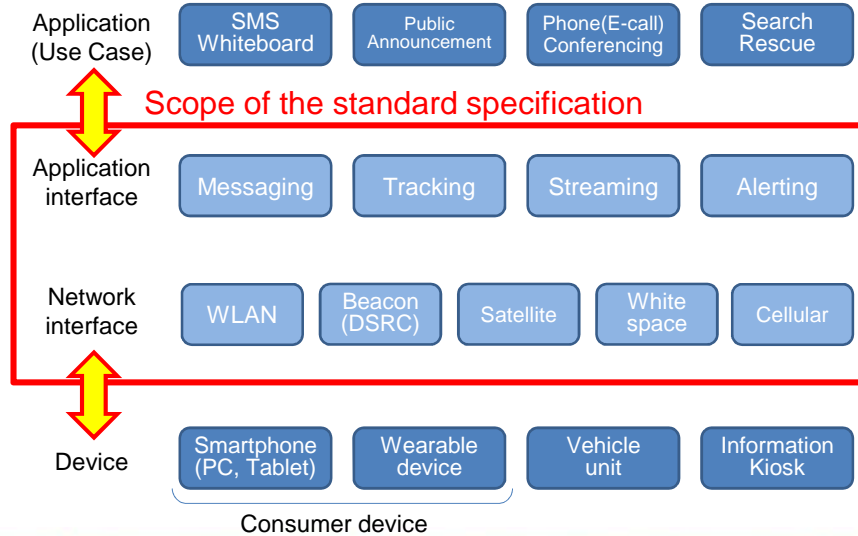 Application
(Use Case)
SMS
Whiteboard
Public
Announcement
Phone(E-call)
Conferencing
Search
Rescue
Scope of the standard specification
Application
interface
Messaging
Tracking
Streaming
Alerting
Network
interface
WLAN
Beacon
(DSRC)
Satellite
White
space
Cellular
Device
Smartphone
(PC, Tablet)
Wearable
device
Vehicle
unit
Information
Kiosk
Consumer device